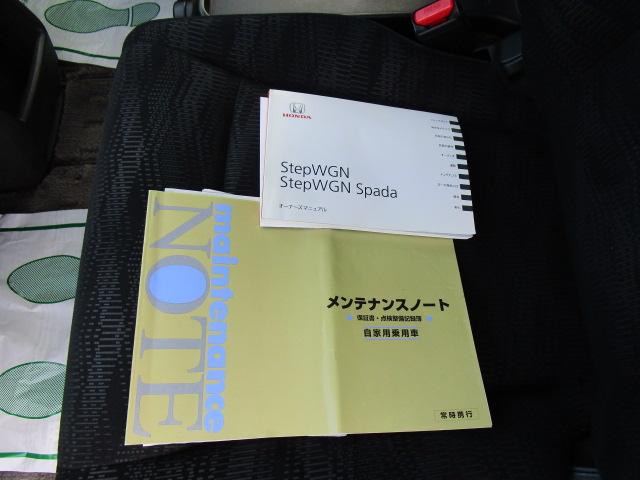 HONDA
StepWGN
StepWGN Spada
オーナーズマニュアル
maintenance
NOTE
メンテナンスノート
保証書・点検整備記録簿
自家用乗用車
常時携行